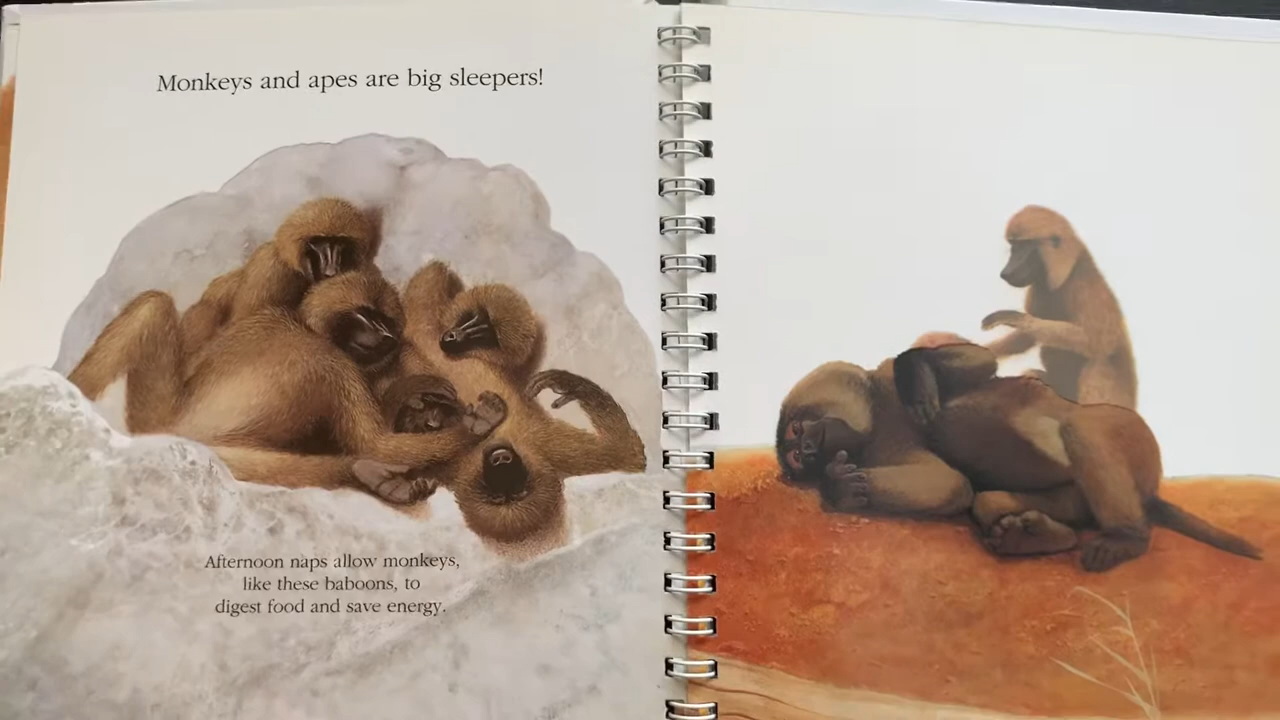 Monkeys and apes are big sleepers!
Afternoon naps allow monkeys,
like these baboons, to
digest food and save energy.